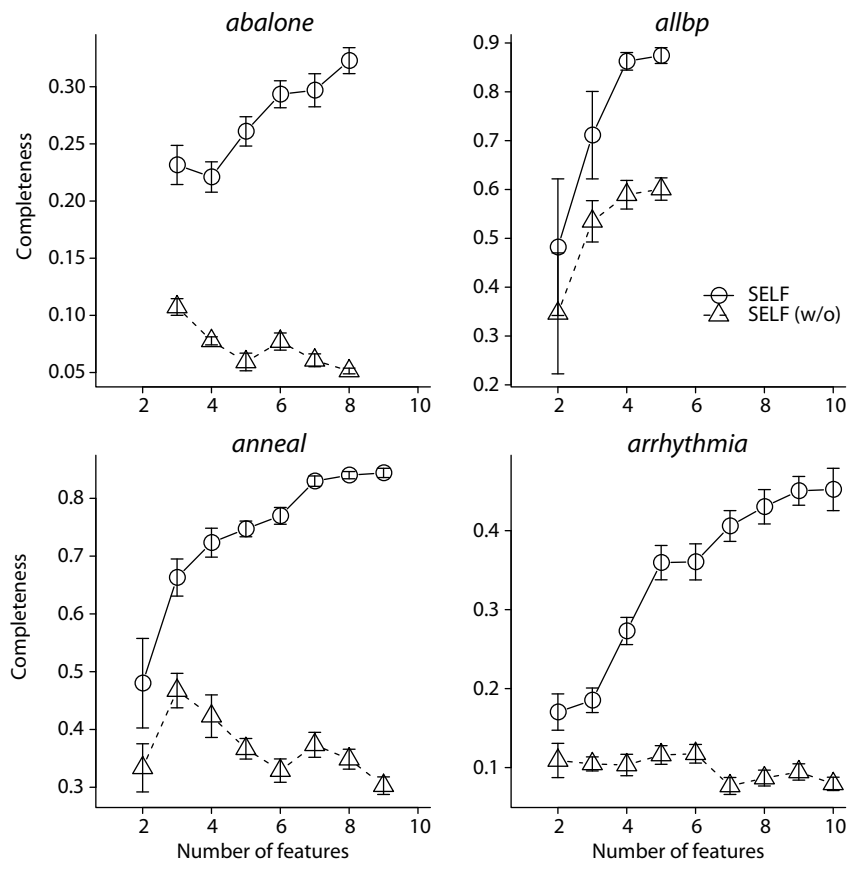 abalone
Completeness
0.30
0.25
0.20
0.15
0.10
0.05
2 4 6 8 10
allbp
0.9
0.8
0.7
0.6
0.5
0.4
0.3
0.2
2 4 6 8 10
SELF
SELF (w/o)
anneal
Completeness
0.8
0.7
0.6
0.5
0.4
0.3
2 4 6 8 10
Number of features
arrhythmia
0.4
0.3
0.2
0.1
2 4 6 8 10
Number of features